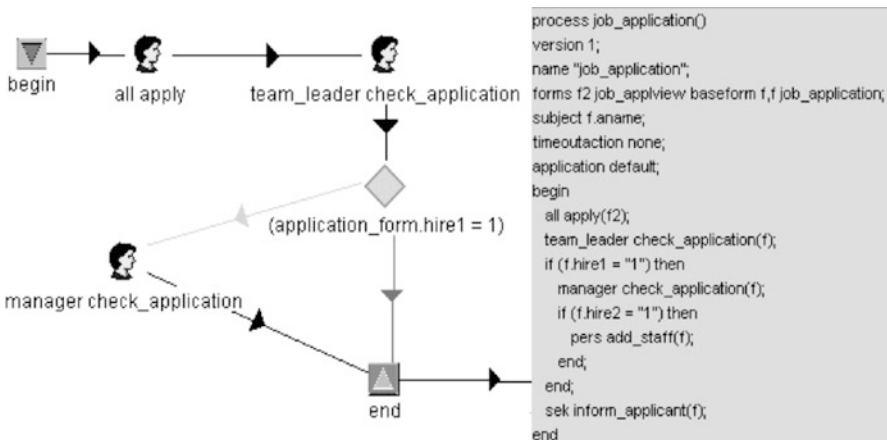 begin
all apply
team_leader check_application
(application_form.hire1 = 1)
manager check_application
end
process job_application()
version 1;
name "job_application";
forms f2 job_applview baseform f,f job_application;
subject f.aname;
timeoutaction none;
application default;
begin
all apply(f2);
team_leader check_application(f);
if (f.hire1 = "1") then
manager check_application(f);
if (f.hire2 = "1") then
pers add_staff(f);
end;
end;
sek inform_applicant(f);
end